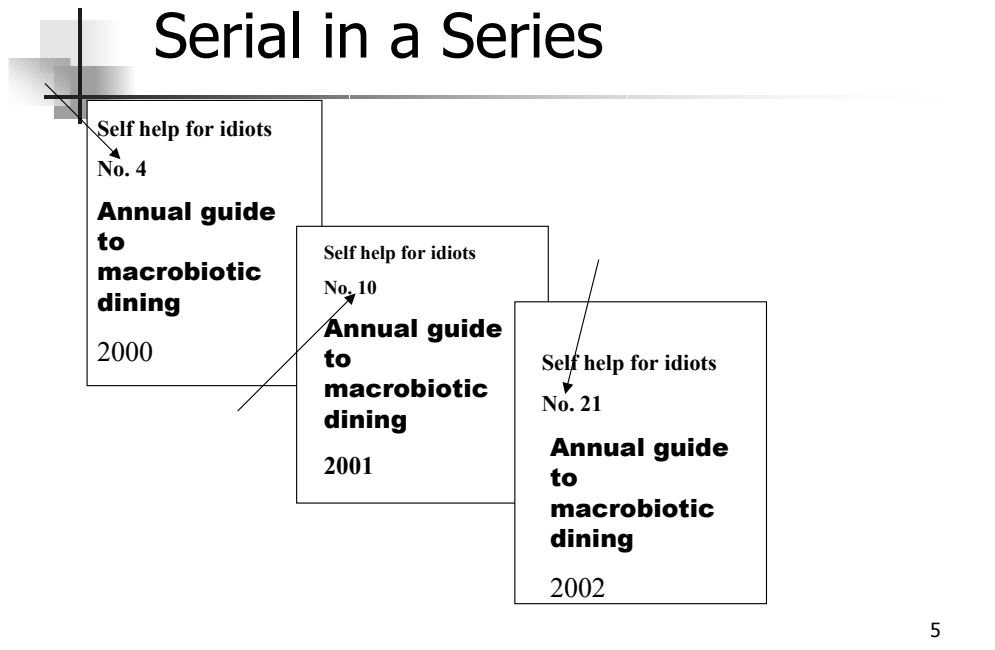 Serial in a Series
Self help for idiots
No. 4
Annual guide
to
macrobiotic
dining
2000
Self help for idiots
No. 10
Annual guide
to
macrobiotic
dining
2001
Self help for idiots
No. 21
Annual guide
to
macrobiotic
dining
2002
5